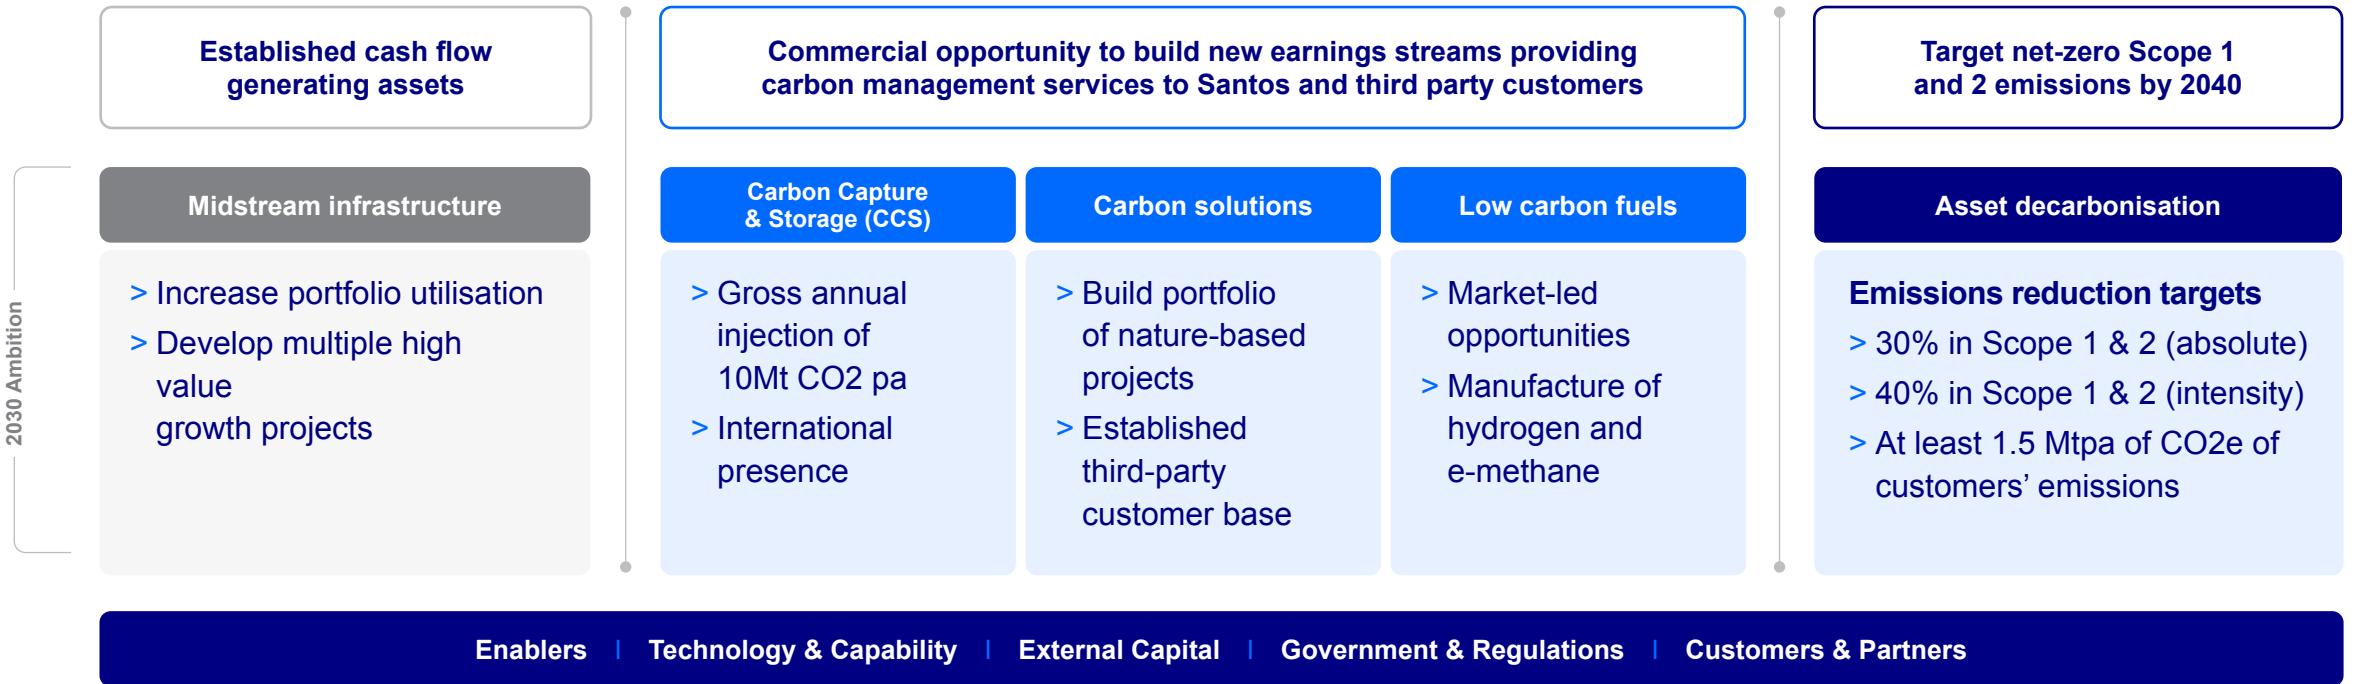 Established cash flow
generating assets
Commercial opportunity to build new earnings streams providing
carbon management services to Santos and third party customers
Target net-zero Scope 1
and 2 emissions by 2040
2030 Ambition
Midstream infrastructure
> Increase portfolio utilisation
> Develop multiple high
value
growth projects
Carbon Capture
& Storage (CCS)
> Gross annual
injection of
10Mt CO2 pa
> International
presence
Carbon solutions
> Build portfolio
of nature-based
projects
> Established
third-party
customer base
Low carbon fuels
> Market-led
opportunities
> Manufacture of
hydrogen and
e-methane
Asset decarbonisation
Emissions reduction targets
> 30% in Scope 1 & 2 (absolute)
> 40% in Scope 1 & 2 (intensity)
> At least 1.5 Mtpa of CO2e of
customers’ emissions
Enablers | Technology & Capability | External Capital | Government & Regulations | Customers & Partners